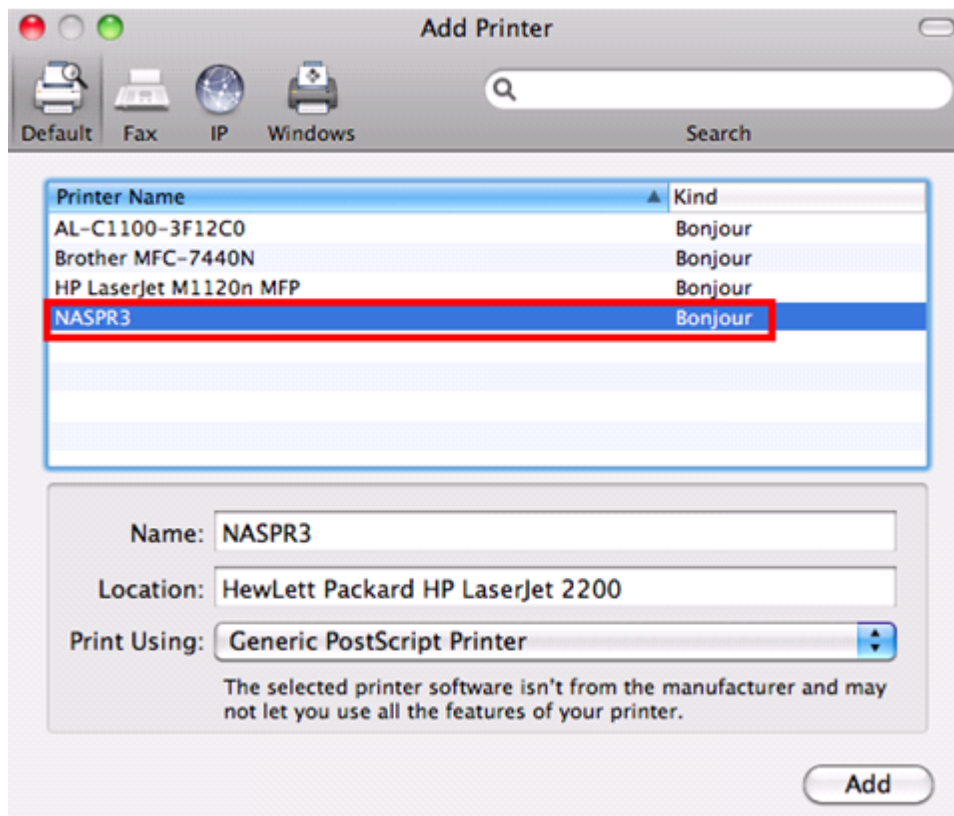 Add Printer
Default Fax IP Windows Search
Printer Name Kind
AL-C1100-3F12C0 Bonjour
Brother MFC-7440N Bonjour
HP LaserJet M1120n MFP Bonjour
NASPR3 Bonjour
Name: NASPR3
Location: HewLett Packard HP LaserJet 2200
Print Using: Generic PostScript Printer
The selected printer software isn't from the manufacturer and may
not let you use all the features of your printer.
Add